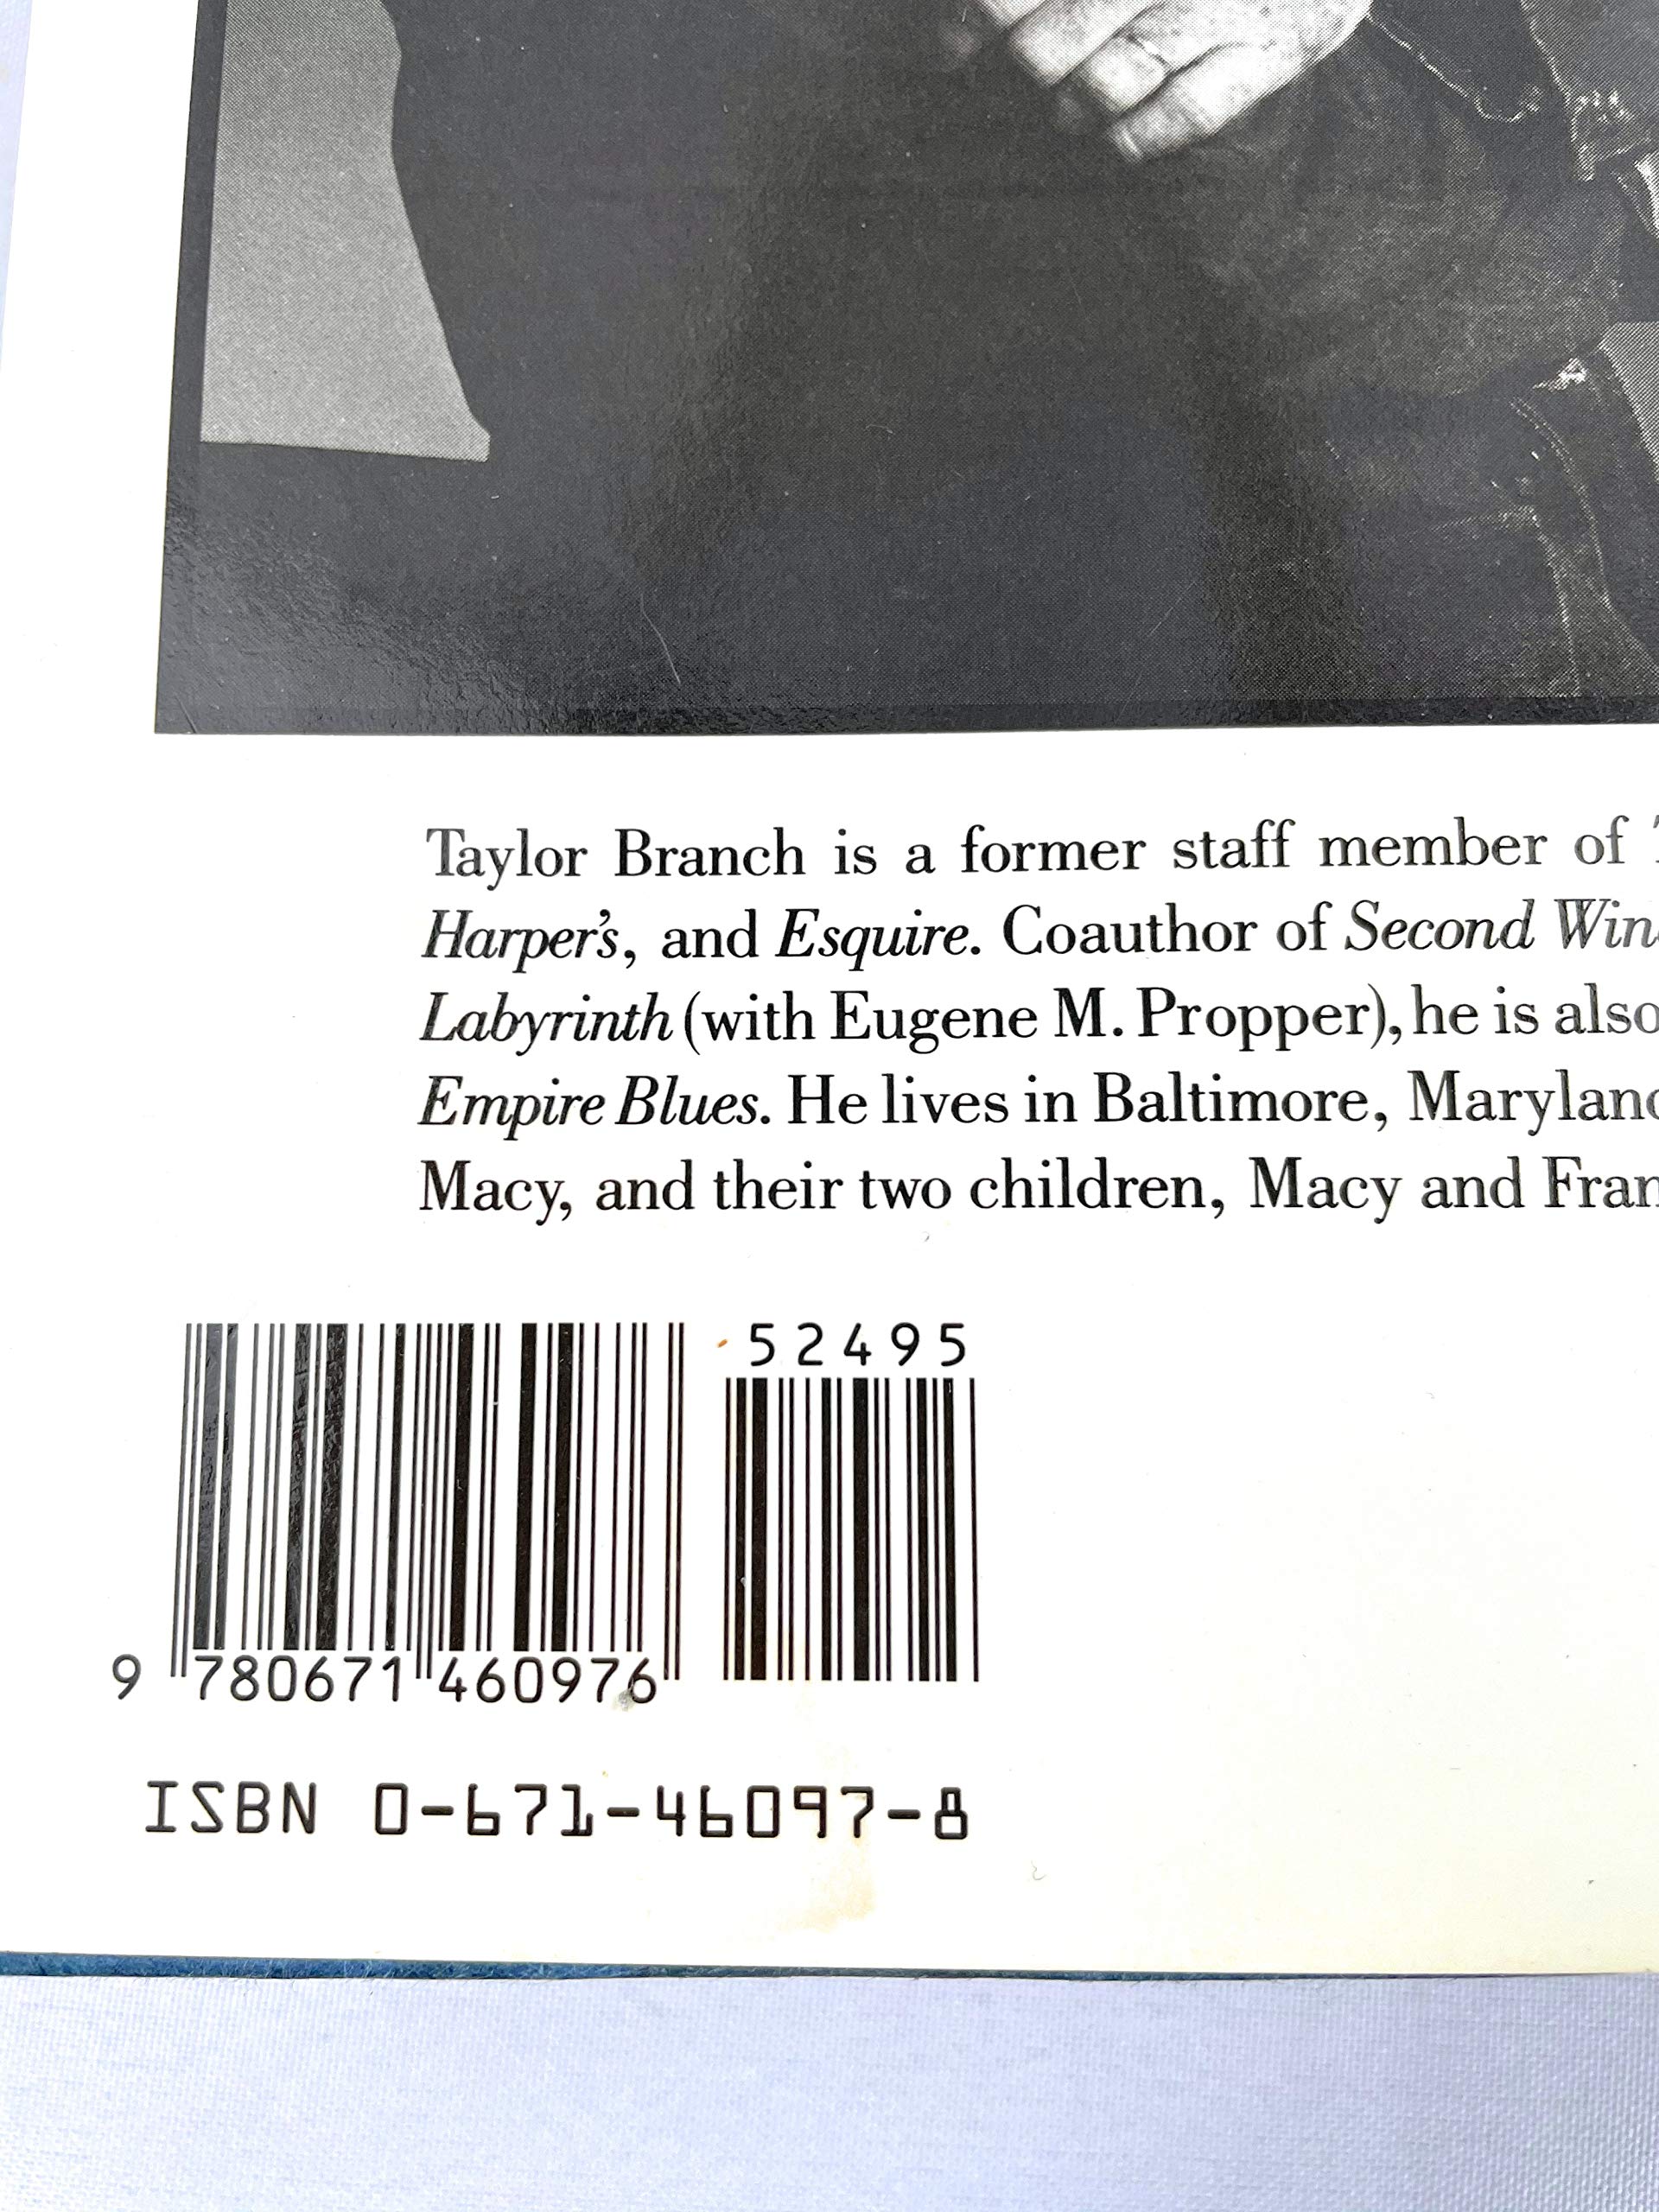 Taylor Branch is a former staff member of
Harper's, and Esquire. Coauthor of Second
Labyrinth (with Eugene M. Propper), he is also
Empire Blues. He lives in Baltimore, Maryland
Macy, and their two children, Macy and
52495
9 780671 460976
ISBN 0-671-46097-8